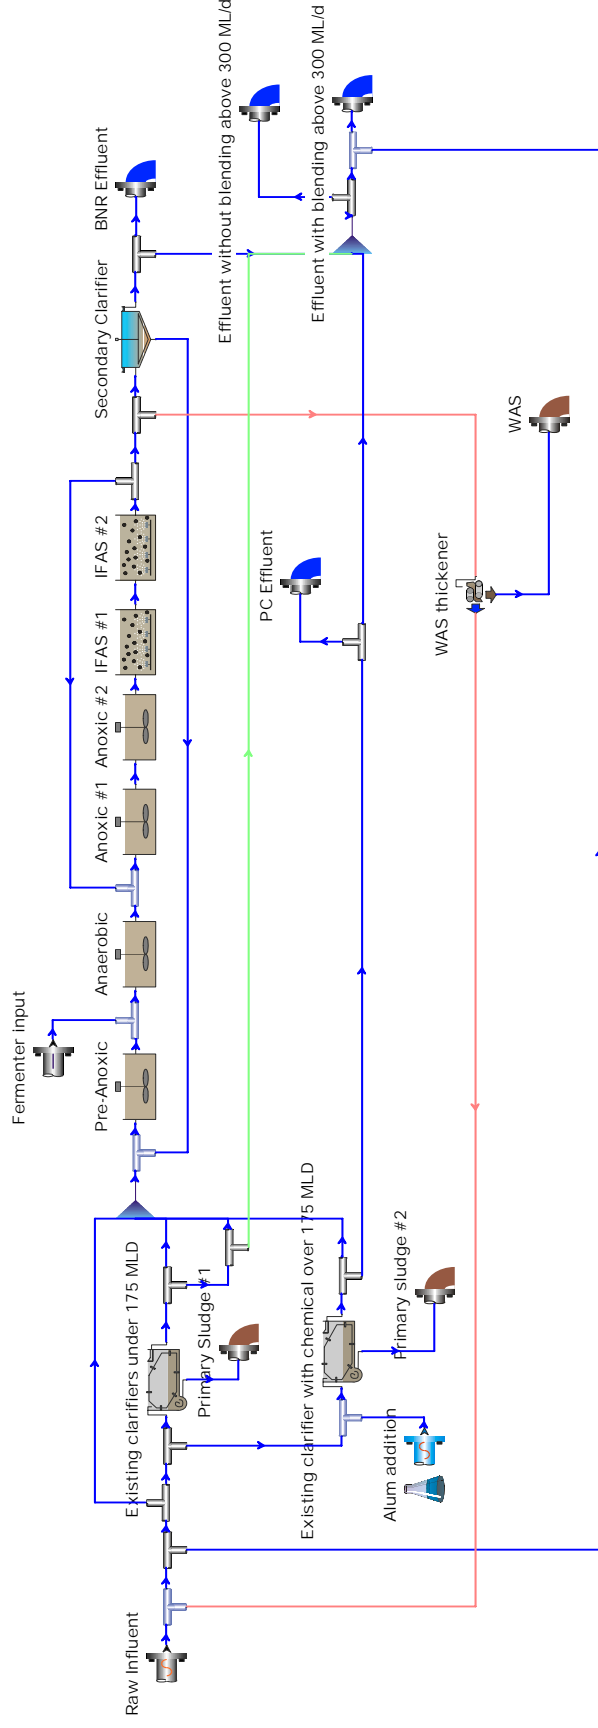 Fermenter input
Raw Influent
Existing clarifiers under 175 MLD
Pre-Anoxic
Anaerobic
Anoxic #1
Anoxic #2
IFAS #1
IFAS #2
Secondary Clarifier
BNR Effluent
Primary Sludge #1
Effluent without blending above 300 ML/d
Existing clarifier with chemical over 175 MLD
PC Effluent
Effluent with blending above 300 ML/d
Alum addition
Primary sludge #2
WAS thickener
WAS